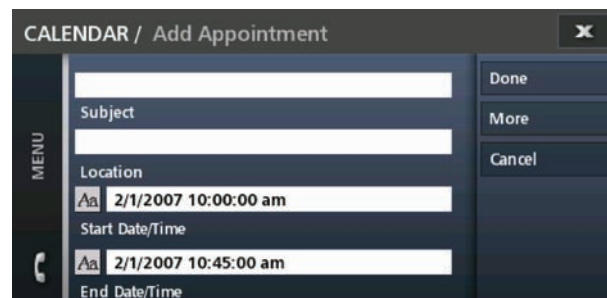 CALENDAR / Add Appointment
MENU
Subject
Location
Aa 2/1/2007 10:00:00 am
Start Date/Time
Aa 2/1/2007 10:45:00 am
End Date/Time
Done
More
Cancel